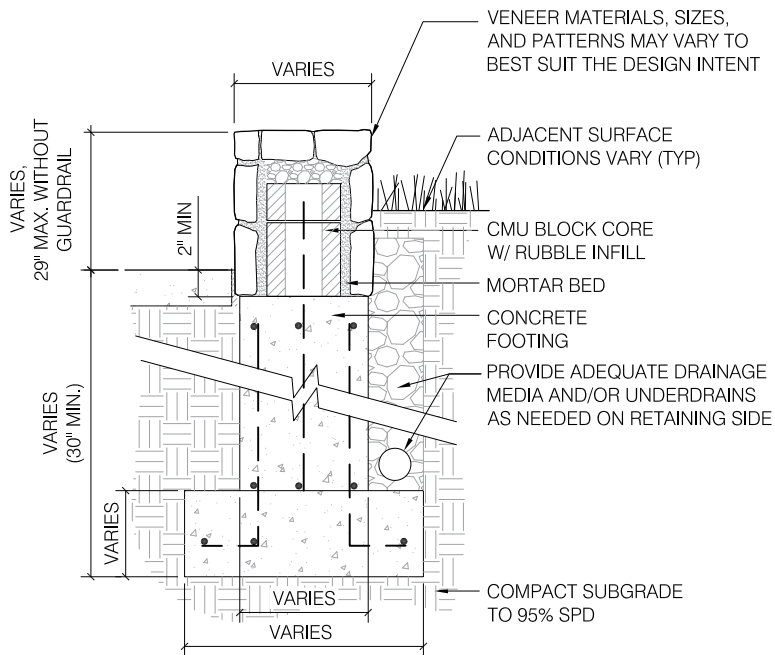 VENEER MATERIALS, SIZES,
AND PATTERNS MAY VARY TO
BEST SUIT THE DESIGN INTENT
VARIES
ADJACENT SURFACE
CONDITIONS VARY (TYP)
VARIES,
29" MAX. WITHOUT
GUARDRAIL
2" MIN
CMU BLOCK CORE
W/ RUBBLE INFILL
MORTAR BED
CONCRETE
FOOTING
PROVIDE ADEQUATE DRAINAGE
MEDIA AND/OR UNDERDRAINS
AS NEEDED ON RETAINING SIDE
VARIES
(30" MIN.)
VARIES
COMPACT SUBGRADE
TO 95% SPD
VARIES
VARIES